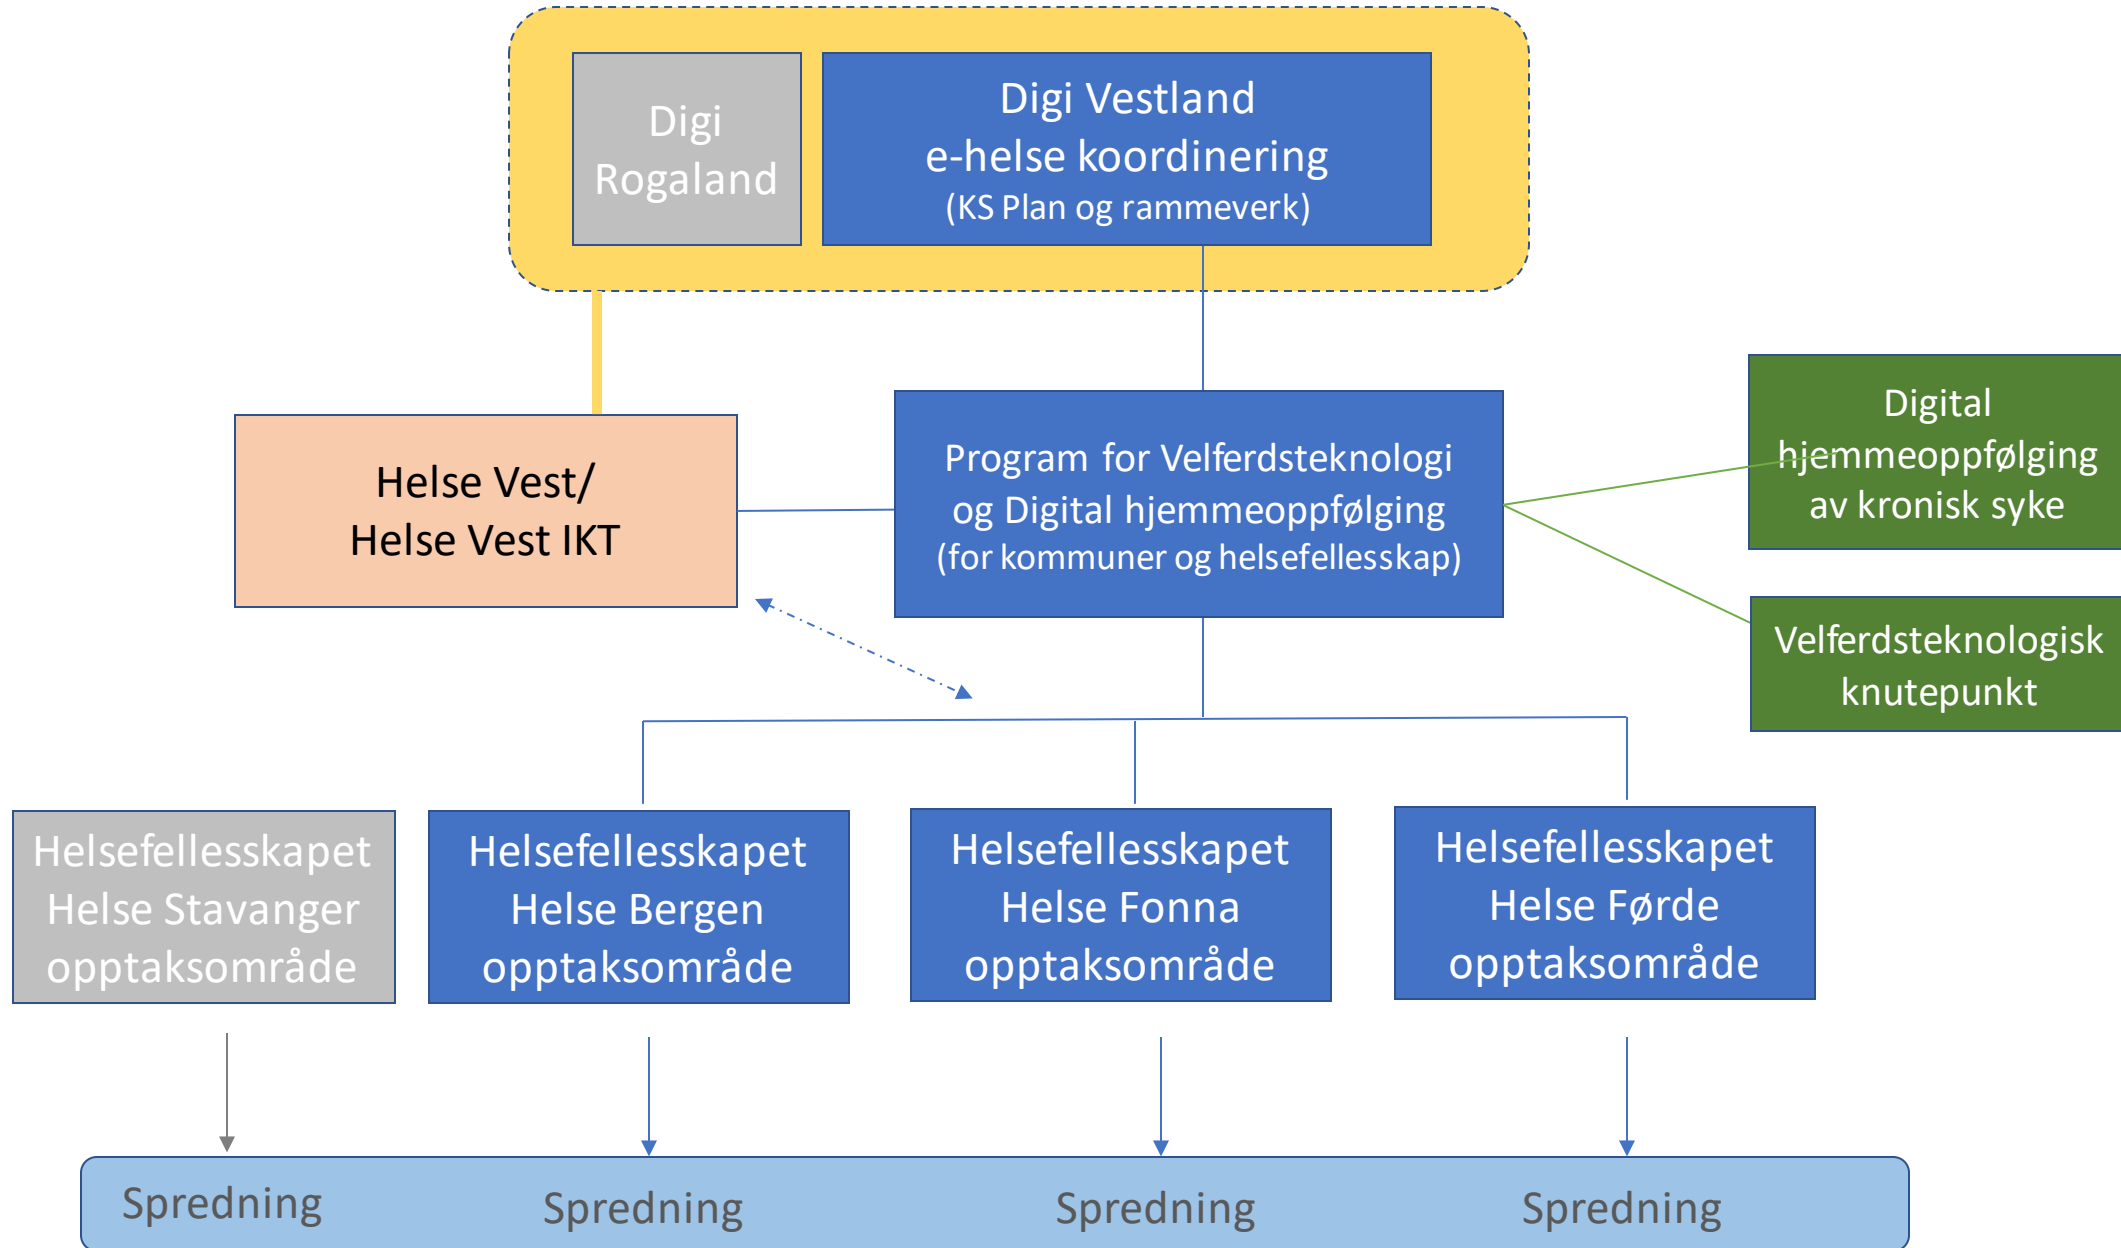 Digi
Rogaland
Digi Vestland
e-helse koordinering
(KS Plan og rammeverk)
Helse Vest/
Helse Vest IKT
Program for Velferdsteknologi
og Digital hjemmeoppfølging
(for kommuner og helsefellesskap)
Digital
hjemmeoppfølging
av kronisk syke
Velferdsteknologisk
knutepunkt
Helsefellesskapet
Helse Stavanger
opptaksområde
Helsefellesskapet
Helse Bergen
opptaksområde
Helsefellesskapet
Helse Fonna
opptaksområde
Helsefellesskapet
Helse Førde
opptaksområde
Spredning
Spredning
Spredning
Spredning